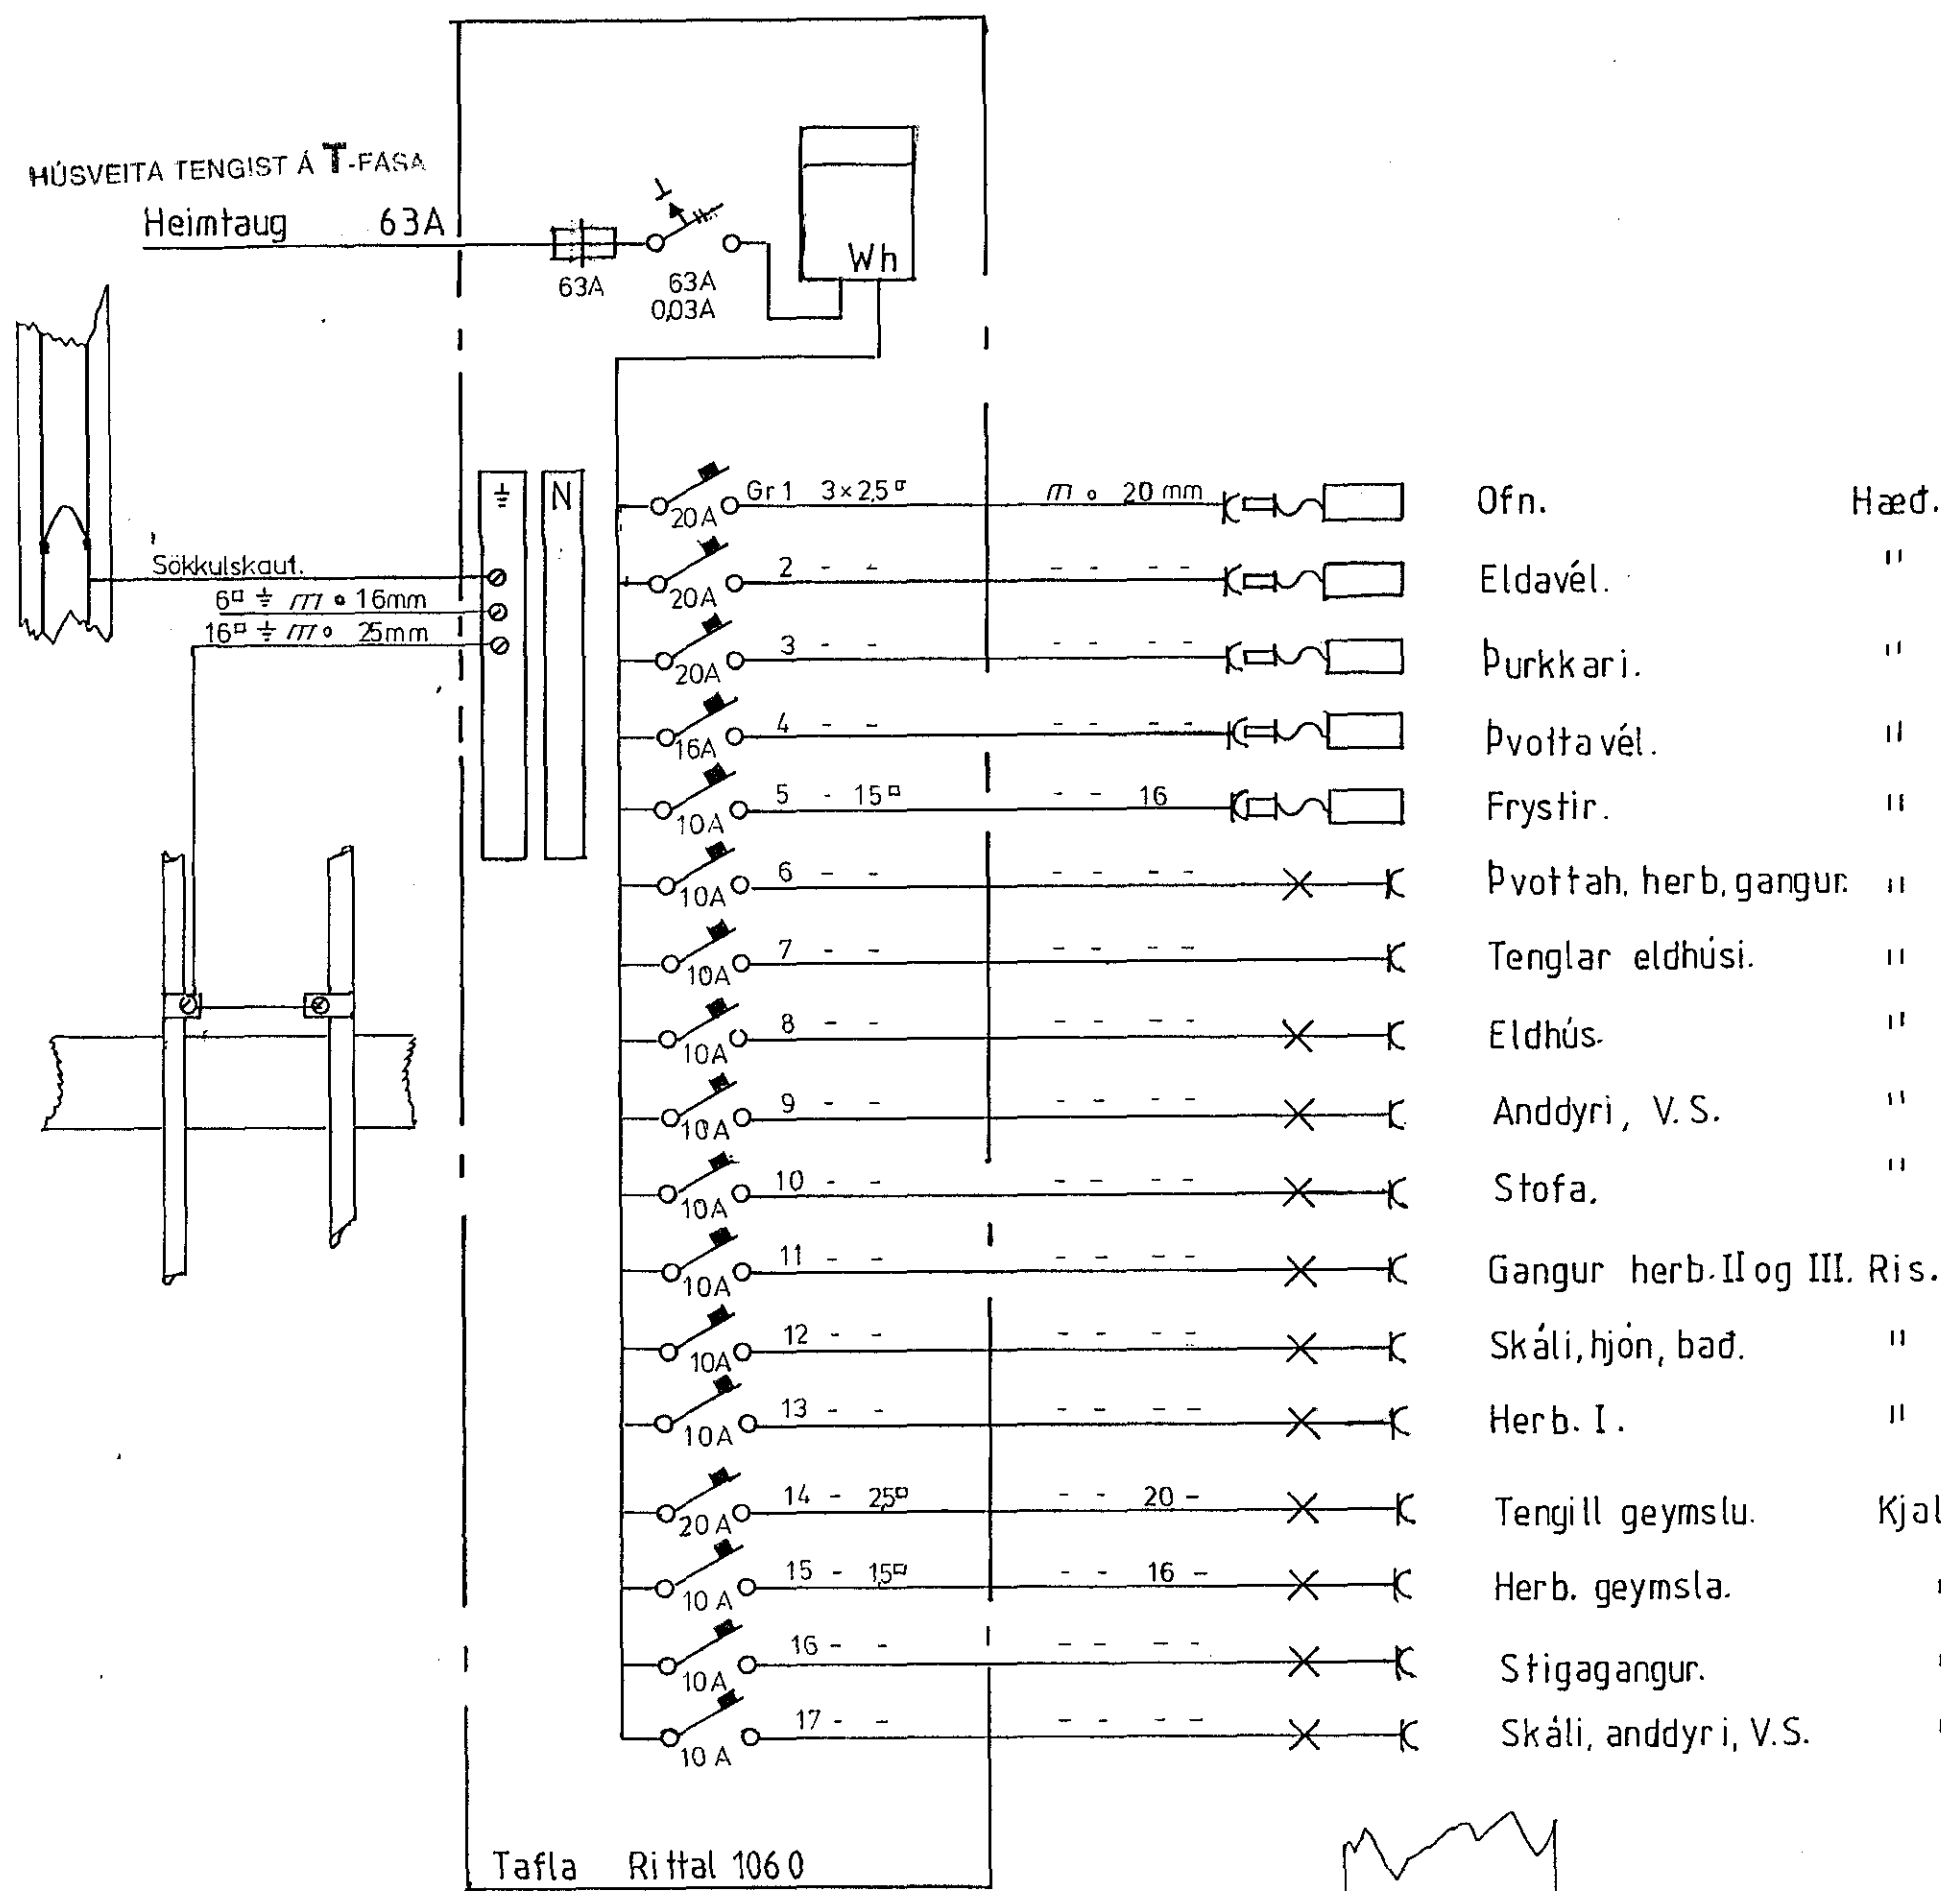 HÚSVEITA TENGIST Á T-FASA
Heimtaug 63A
Wh
63A
63A
0,03A
⏚ N
Gr 1 3×2,5▫ m ∘ 20 mm Ofn. Hæð.
20A
2 - - - - - - Eldavél. "
20A
3 - - - - - - Þurkkari. "
20A
4 - - - - - - Þvottavél. "
16A
5 - 15▫ - - 16 Frystir. "
10A
6 - - - - - - Þvottah, herb, gangur. "
10A
7 - - - - - - Tenglar eldhúsi. "
10A
8 - - - - - - Eldhús. "
10A
9 - - - - - - Anddyri, V.S. "
10A
10 - - - - - - Stofa. "
10A
11 - - - - - - Gangur herb. II og III. Ris.
10A
12 - - - - - - Skáli, hjón, bað. "
10A
13 - - - - - - Herb. I. "
10A
14 - 25▫ - - 20 - Tengill geymslu. Kjal
20A
15 - 1,5▫ - - 16 - Herb. geymsla.
10A
16 - - - - - - Stigagangur.
10A
17 - - - - - - Skáli, anddyri, V.S.
10A
Sökkulskaut.
6▫ ⏚ m ∘ 16mm
16▫ ⏚ m ∘ 25mm
Tafla Rittal 1060